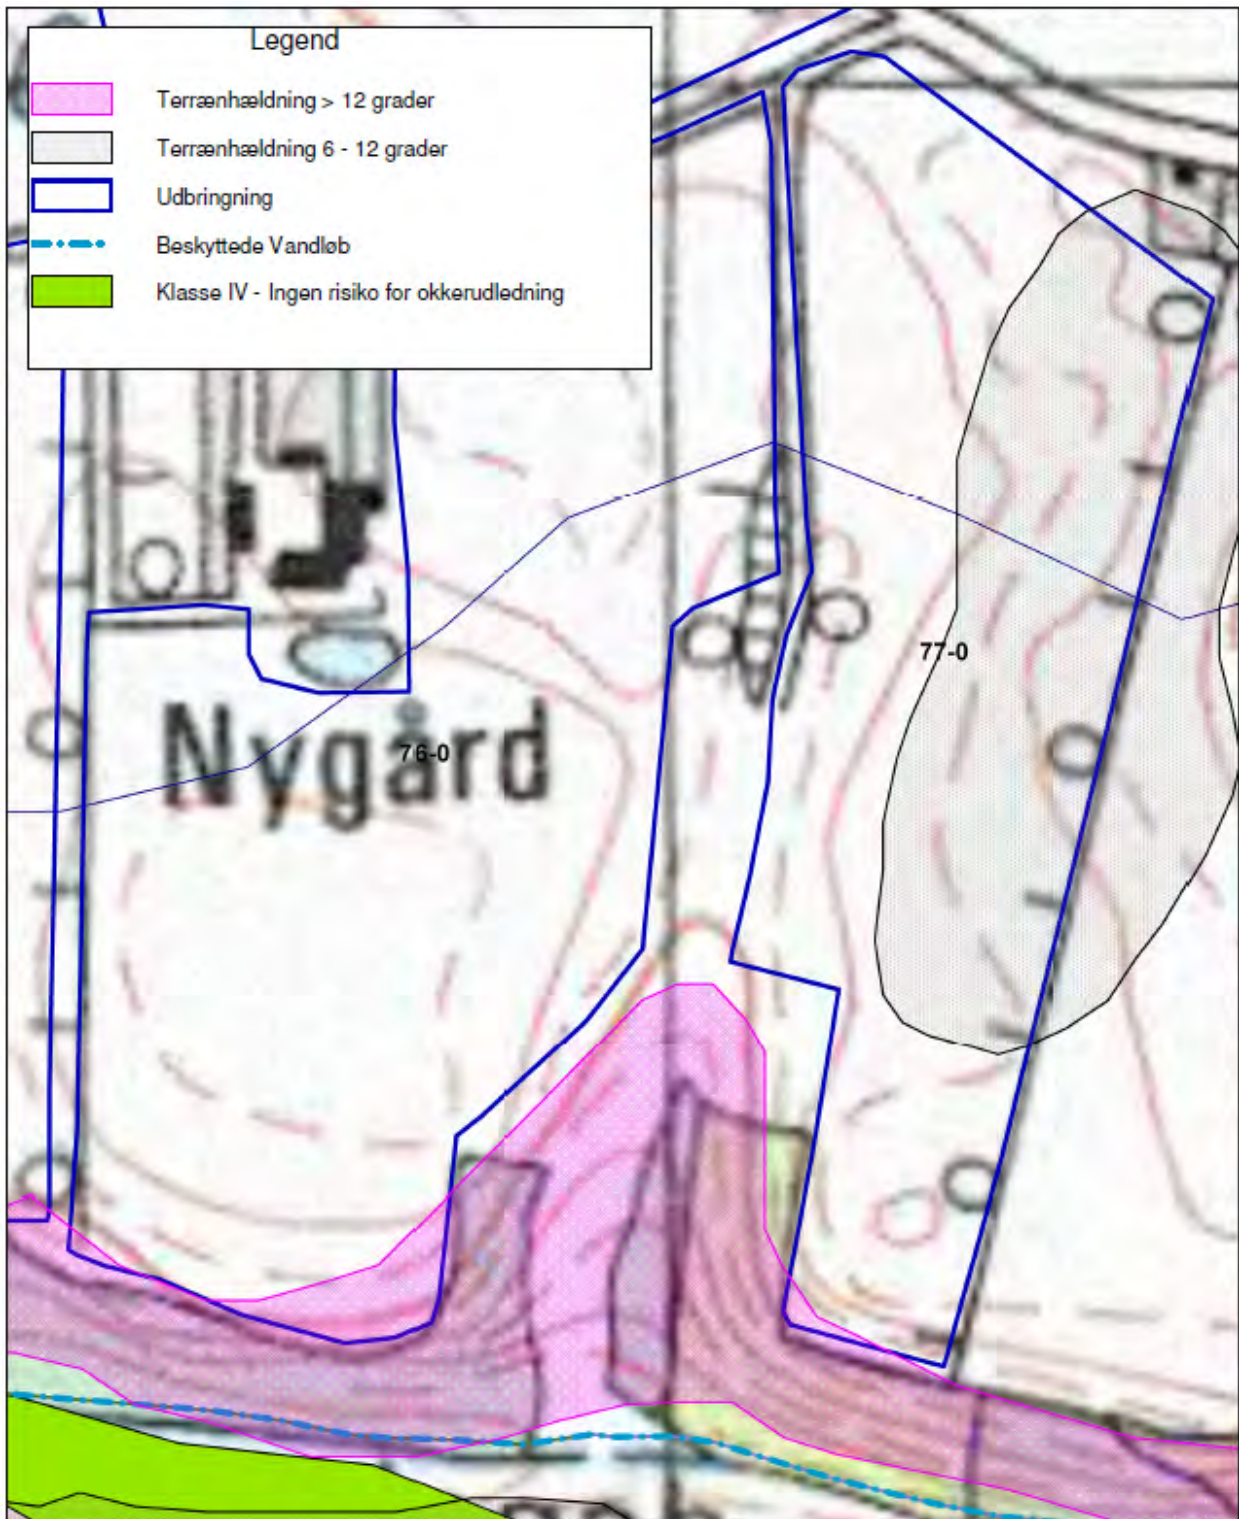 Legend
Terrænhældning > 12 grader
Terrænhældning 6 - 12 grader
Udbringning
Beskyttede Vandløb
Klasse IV - Ingen risiko for okkerudledning
77-0
Nygård
76-0